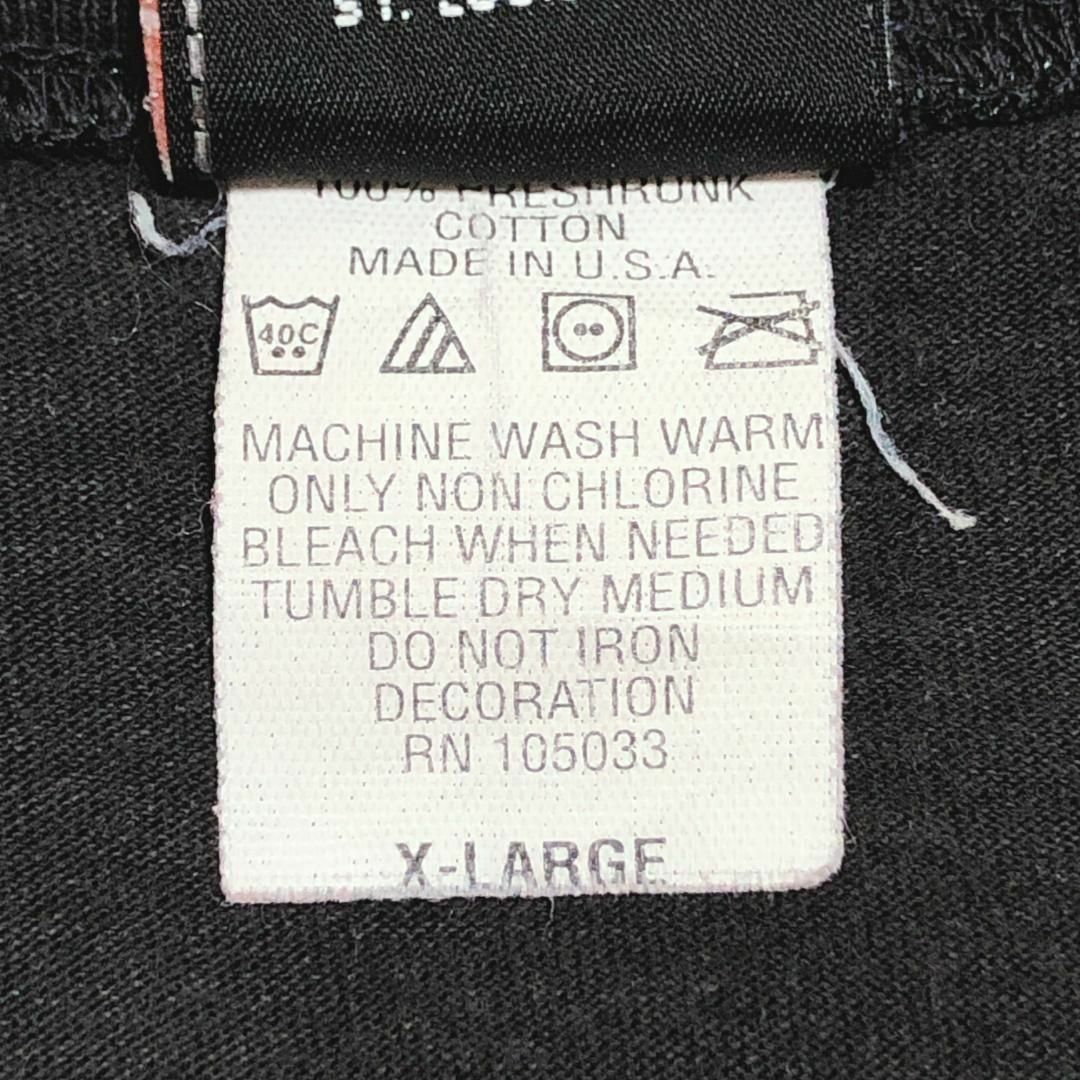 ST.
100% PRESHRUNK
COTTON
MADE IN U.S.A.
40C
MACHINE WASH WARM
ONLY NON CHLORINE
BLEACH WHEN NEEDED
TUMBLE DRY MEDIUM
DO NOT IRON
DECORATION
RN 105033
X-LARGE